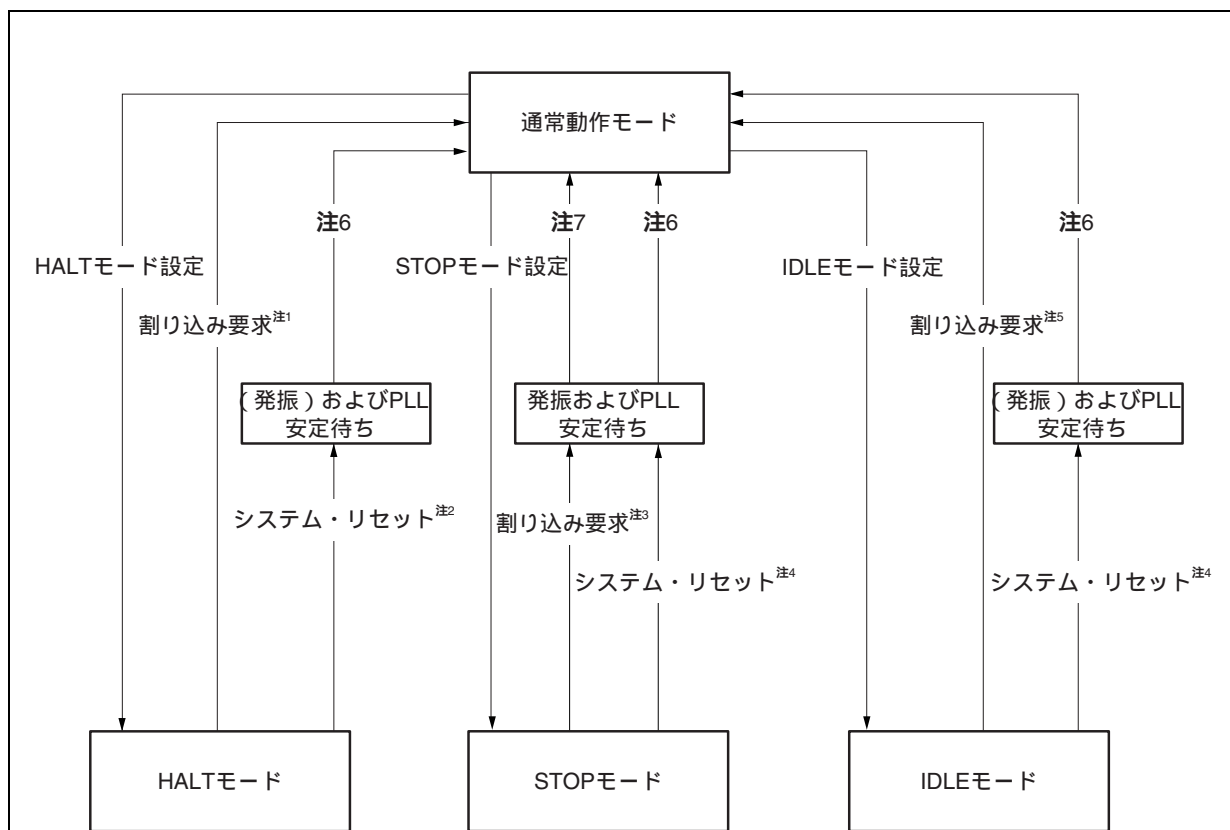 通常動作モード
注6
注7
注6
注6
HALTモード設定
STOPモード設定
IDLEモード設定
割り込み要求注1
割り込み要求注5
(発振)およびPLL
安定待ち
発振およびPLL
安定待ち
(発振)およびPLL
安定待ち
システム・リセット注2
割り込み要求注3
システム・リセット注4
システム・リセット注4
HALTモード
STOPモード
IDLEモード